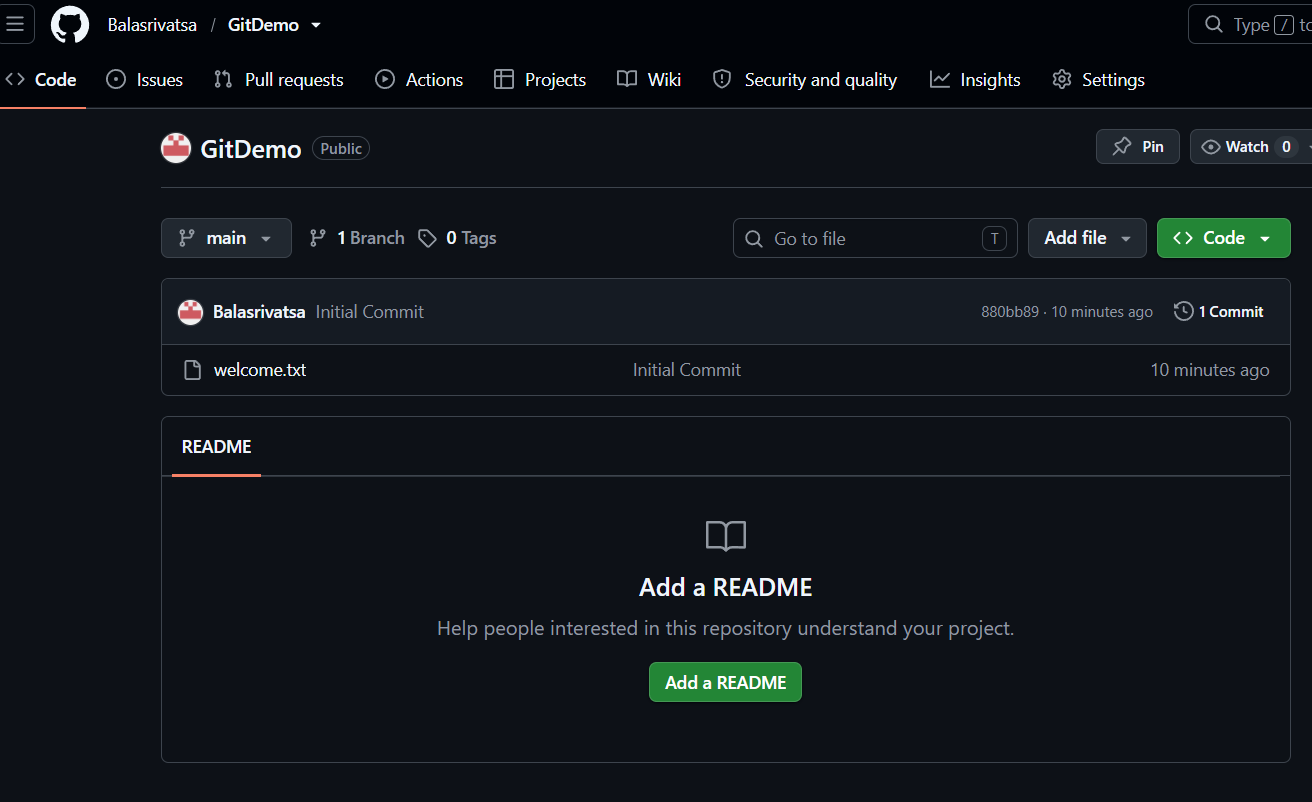 Balasrivatsa / GitDemo Type / to
Code Issues Pull requests Actions Projects Wiki Security and quality Insights Settings
GitDemo Public Pin Watch 0
main 1 Branch 0 Tags Go to file T Add file Code
Balasrivatsa Initial Commit 880bb89 · 10 minutes ago 1 Commit
welcome.txt Initial Commit 10 minutes ago
README
Add a README
Help people interested in this repository understand your project.
Add a README